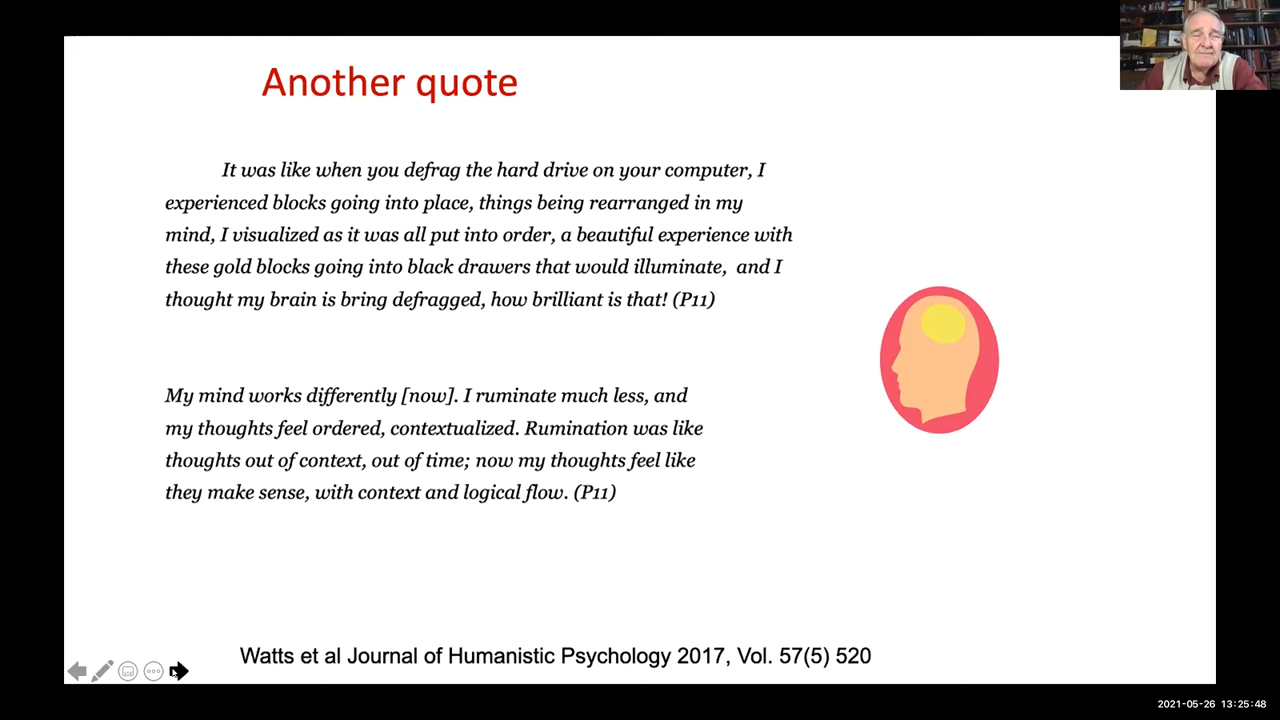 Another quote
It was like when you defrag the hard drive on your computer, I
experienced blocks going into place, things being rearranged in my
mind, I visualized as it was all put into order, a beautiful experience with
these gold blocks going into black drawers that would illuminate,  and I
thought my brain is bring defragged, how brilliant is that! (P11)
My mind works differently [now]. I ruminate much less, and
my thoughts feel ordered, contextualized. Rumination was like
thoughts out of context, out of time; now my thoughts feel like
they make sense, with context and logical flow. (P11)
Watts et al Journal of Humanistic Psychology 2017, Vol. 57(5) 520
2021-05-26 13:25:48